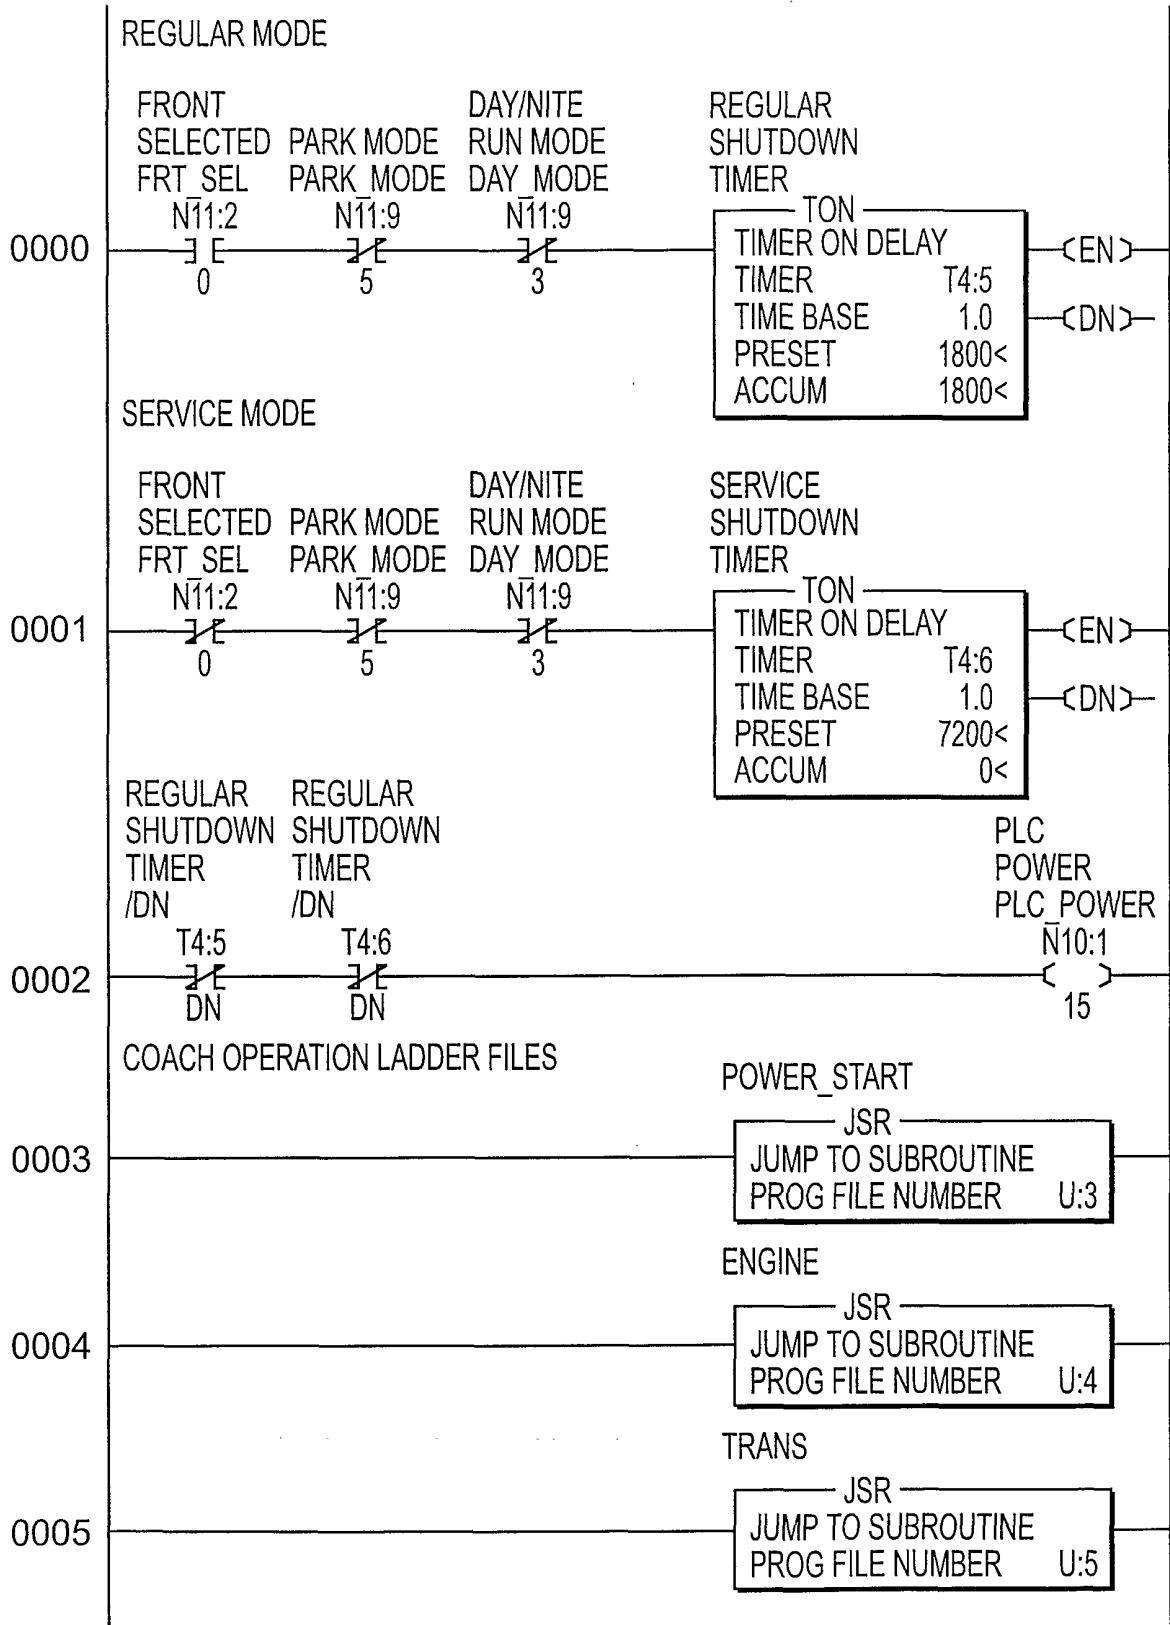 REGULAR MODE
FRONT
SELECTED
FRT_SEL
N11:2
0
PARK MODE
PARK_MODE
N11:9
5
DAY/NITE
RUN MODE
DAY_MODE
N11:9
3
REGULAR
SHUTDOWN
TIMER
TON
TIMER ON DELAY
TIMER T4:5
TIME BASE 1.0
PRESET 1800<
ACCUM 1800<
EN
DN
0000
SERVICE MODE
FRONT
SELECTED
FRT_SEL
N11:2
0
PARK MODE
PARK_MODE
N11:9
5
DAY/NITE
RUN MODE
DAY_MODE
N11:9
3
SERVICE
SHUTDOWN
TIMER
TON
TIMER ON DELAY
TIMER T4:6
TIME BASE 1.0
PRESET 7200<
ACCUM 0<
EN
DN
0001
REGULAR
SHUTDOWN
TIMER
/DN
T4:5
DN
REGULAR
SHUTDOWN
TIMER
/DN
T4:6
DN
PLC
POWER
PLC_POWER
N10:1
15
0002
COACH OPERATION LADDER FILES
POWER_START
JSR
JUMP TO SUBROUTINE
PROG FILE NUMBER U:3
0003
ENGINE
JSR
JUMP TO SUBROUTINE
PROG FILE NUMBER U:4
0004
TRANS
JSR
JUMP TO SUBROUTINE
PROG FILE NUMBER U:5
0005